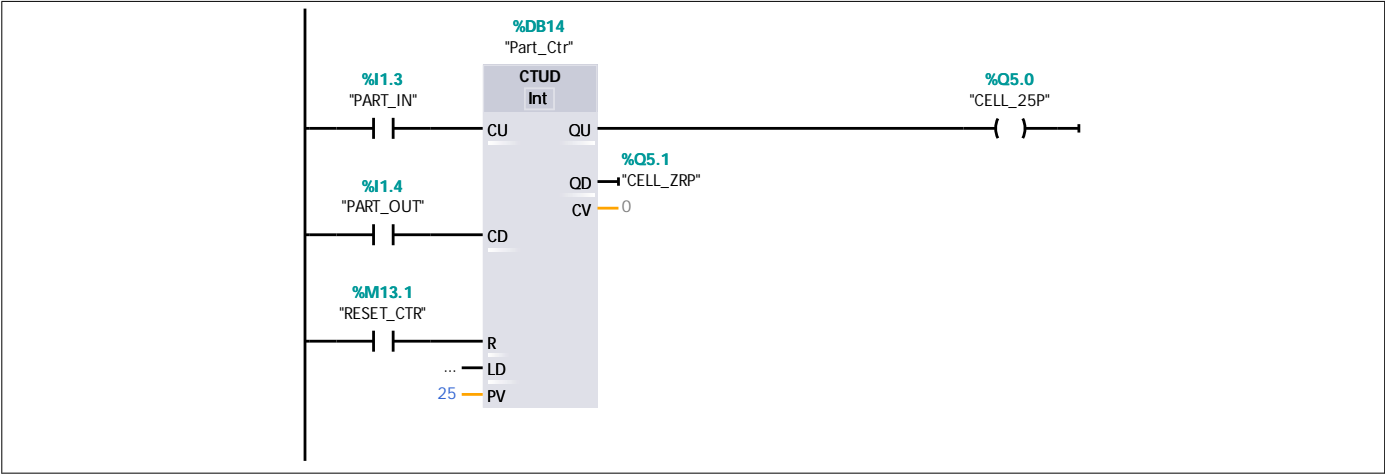 %DB14
"Part_Ctr"
%I1.3
"PART_IN"
CTUD
Int
%Q5.0
"CELL_25P"
CU
QU
%Q5.1
QD
"CELL_ZRP"
CV
0
%I1.4
"PART_OUT"
CD
%M13.1
"RESET_CTR"
R
...
LD
25
PV